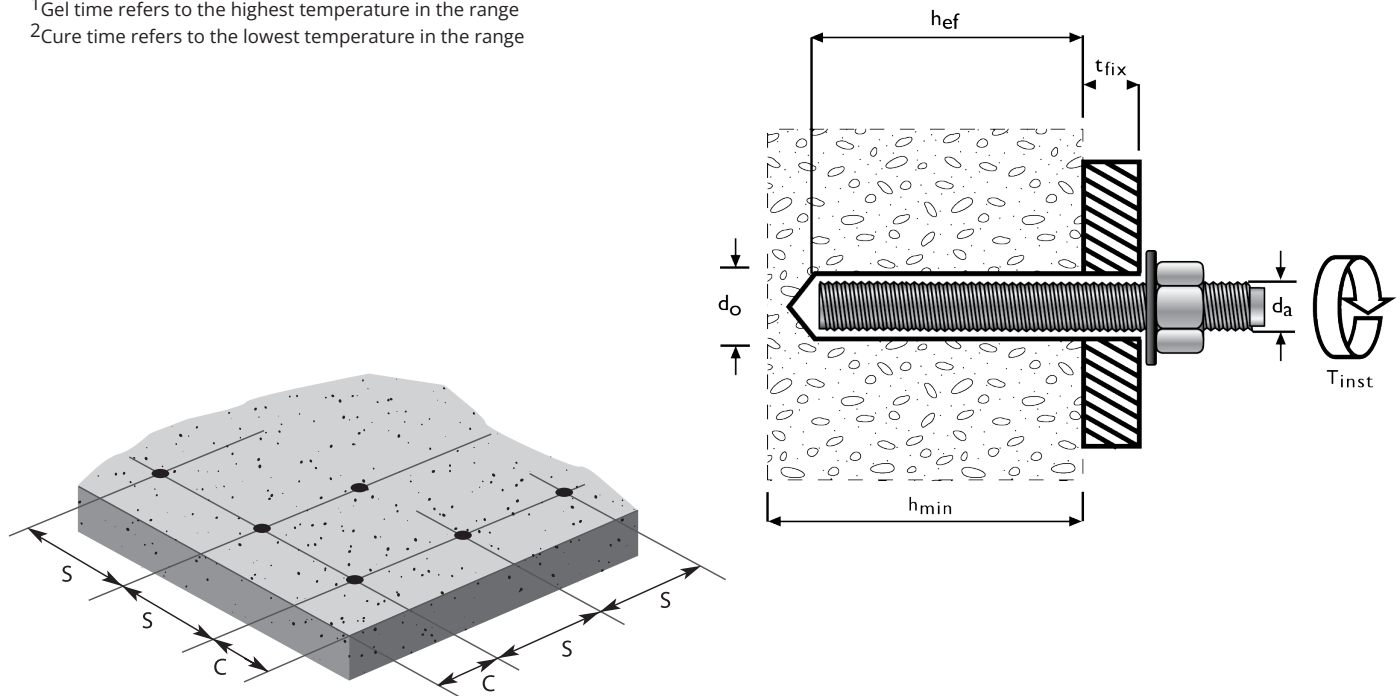 ¹Gel time refers to the highest temperature in the range
²Cure time refers to the lowest temperature in the range
hef
tfix
do
da
Tinst
hmin
S
S
C
S
S
C